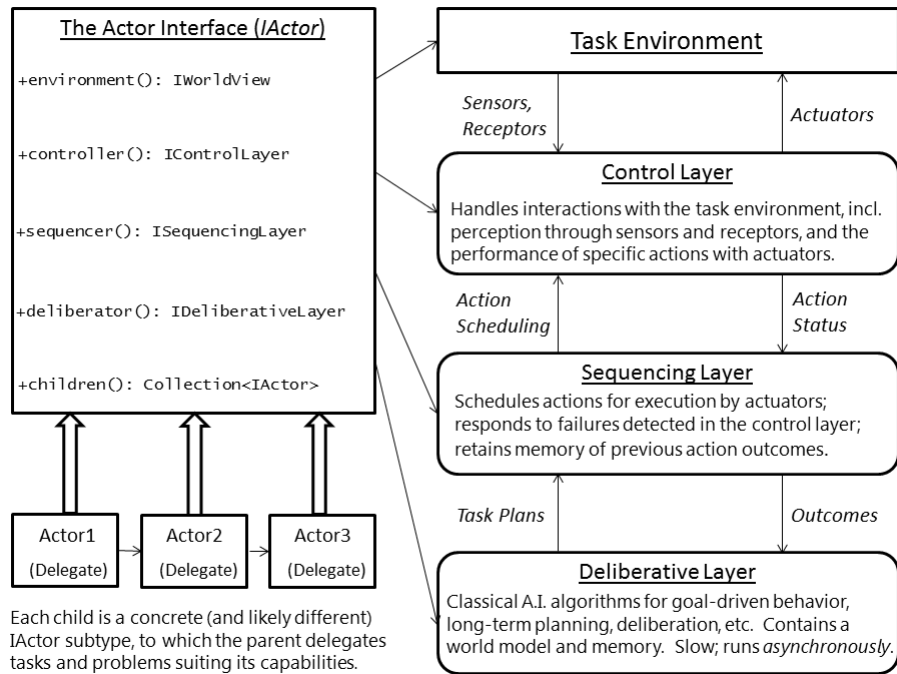 The Actor Interface (IActor)
+environment(): IWorldView
+controller(): IControlLayer
+sequencer(): ISequencingLayer
+deliberator(): IDeliberativeLayer
+children(): Collection<IActor>
Actor1
(Delegate)
Actor2
(Delegate)
Actor3
(Delegate)
Each child is a concrete (and likely different)
IActor subtype, to which the parent delegates
tasks and problems suiting its capabilities.
Task Environment
Sensors,
Receptors
Actuators
Control Layer
Handles interactions with the task environment, incl.
perception through sensors and receptors, and the
performance of specific actions with actuators.
Action
Scheduling
Action
Status
Sequencing Layer
Schedules actions for execution by actuators;
responds to failures detected in the control layer;
retains memory of previous action outcomes.
Task Plans
Outcomes
Deliberative Layer
Classical A.I. algorithms for goal-driven behavior,
long-term planning, deliberation, etc. Contains a
world model and memory. Slow; runs asynchronously.